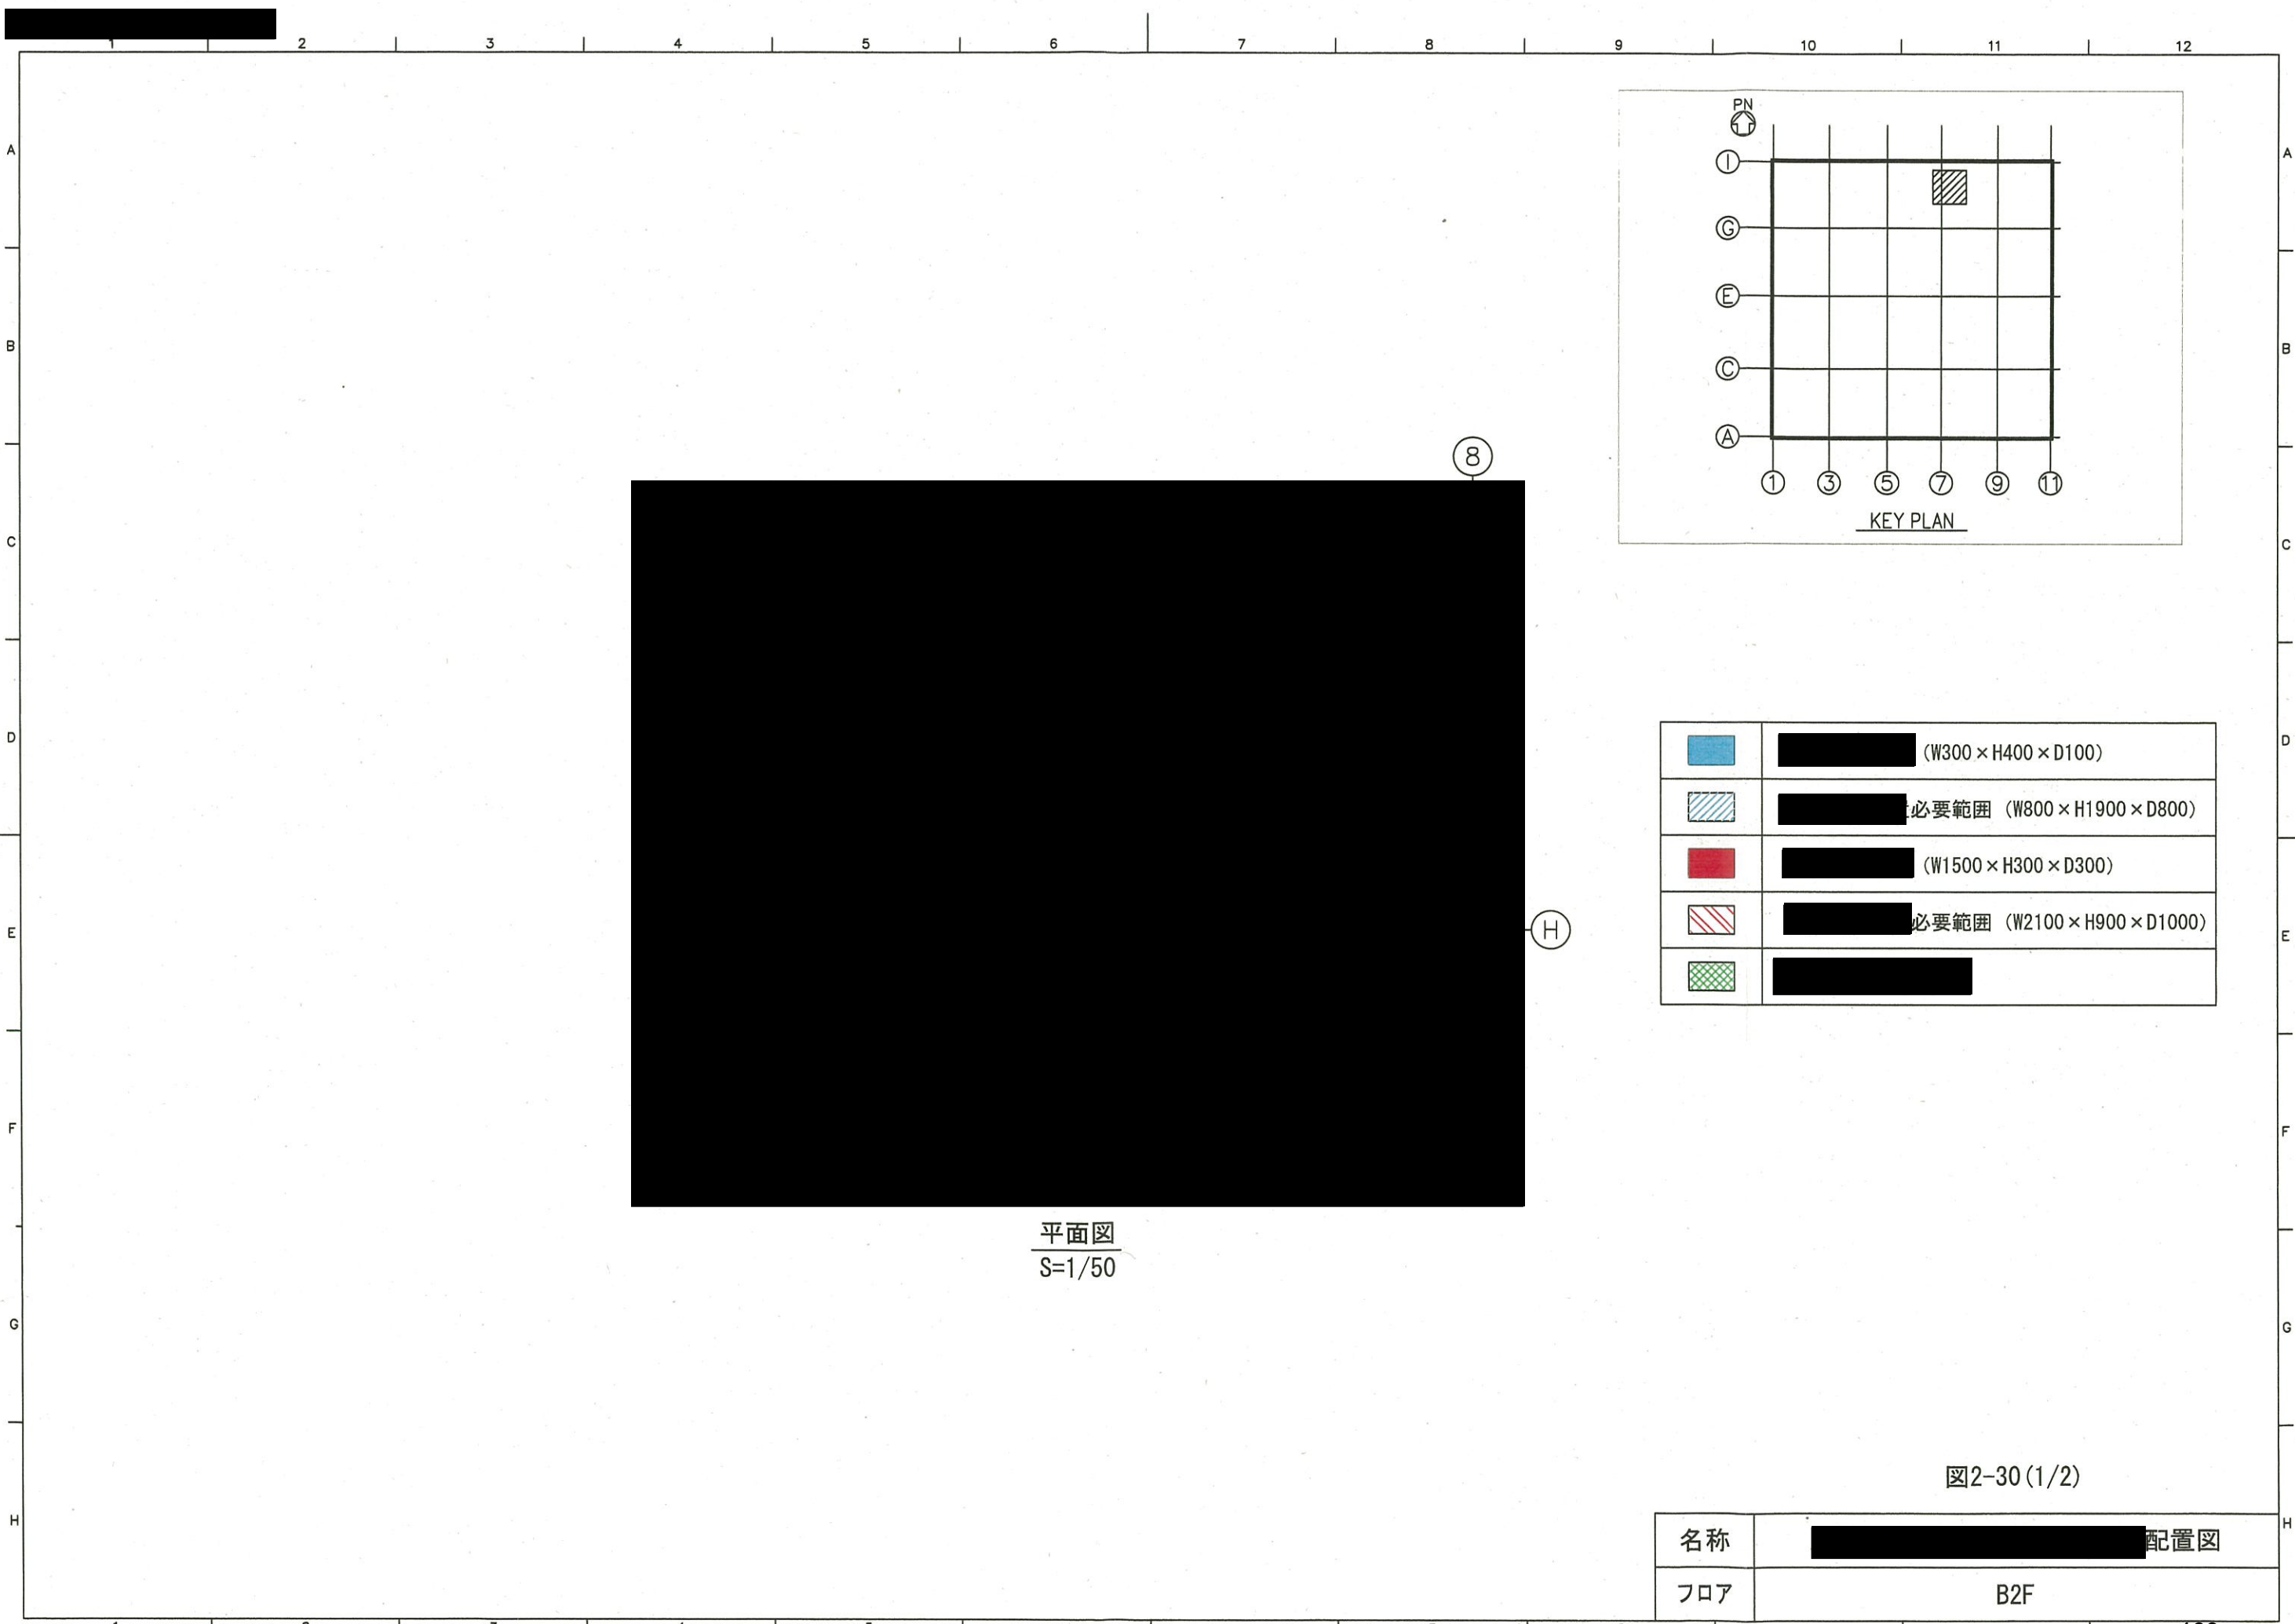 1 2 3 4 5 6 7 8 9 10 11 12
A
B
C
D
E
F
G
H
PN
I
G
E
C
A
1 3 5 7 9 11
KEY PLAN
8
H
平面図
S=1/50
(W300×H400×D100)
必要範囲 (W800×H1900×D800)
(W1500×H300×D300)
必要範囲 (W2100×H900×D1000)
A
B
C
D
E
F
G
H
図2-30(1/2)
名称 配置図
フロア B2F